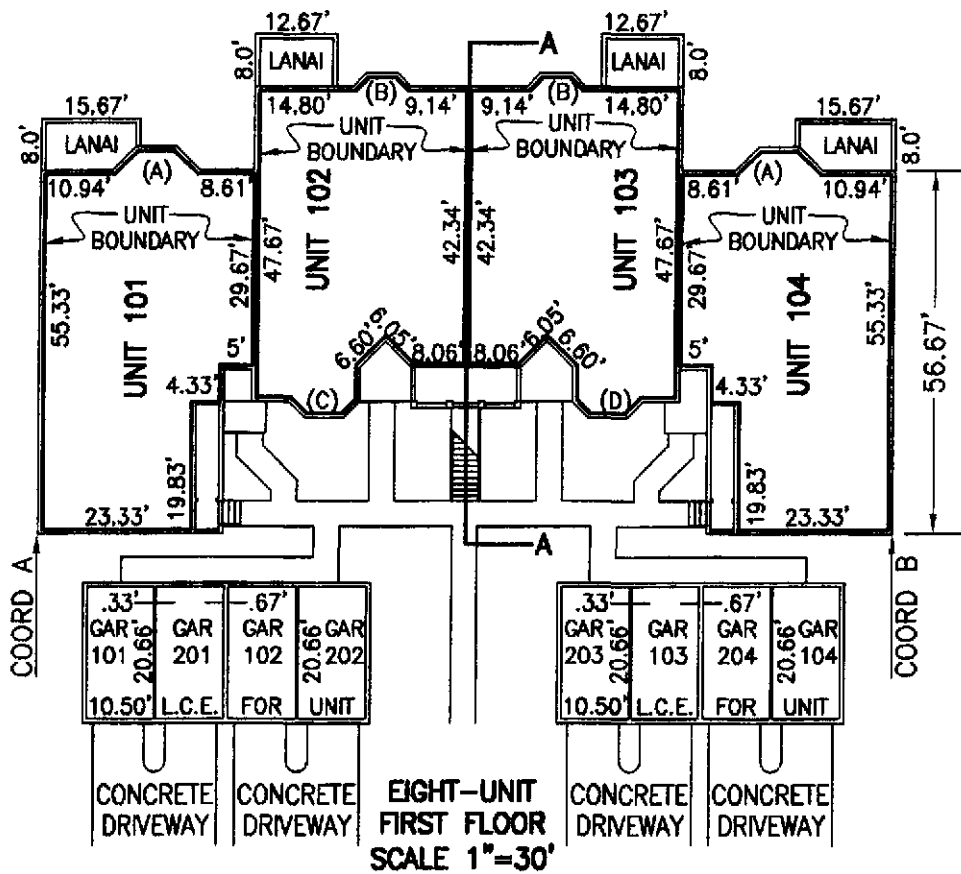 12.67' 12.67'
8.0' LANAI A LANAI 8.0'
15.67' 14.80' (B) 9.14' 9.14' (B) 14.80' 15.67'
8.0' LANAI UNIT BOUNDARY UNIT BOUNDARY LANAI 8.0'
10.94' (A) 8.61' 8.61' (A) 10.94'
UNIT BOUNDARY UNIT 102 UNIT 103 UNIT BOUNDARY
29.67' 47.67' 42.34' 42.34' 47.67' 29.67'
55.33' UNIT 101 UNIT 104 55.33' 56.67'
5' 6.60' 6.05' 8.06' 8.06' 6.05' 6.60' 5'
4.33' (C) (D) 4.33'
19.83' 19.83'
23.33' 23.33'
A
COORD A COORD B
.33' .67' .33' .67'
GAR 101 20.66' GAR 201 GAR 102 20.66' GAR 202 GAR 203 20.66' GAR 103 GAR 204 20.66' GAR 104
10.50' L.C.E. FOR UNIT 10.50' L.C.E. FOR UNIT
CONCRETE DRIVEWAY CONCRETE DRIVEWAY CONCRETE DRIVEWAY CONCRETE DRIVEWAY
EIGHT-UNIT
FIRST FLOOR
SCALE 1"=30'